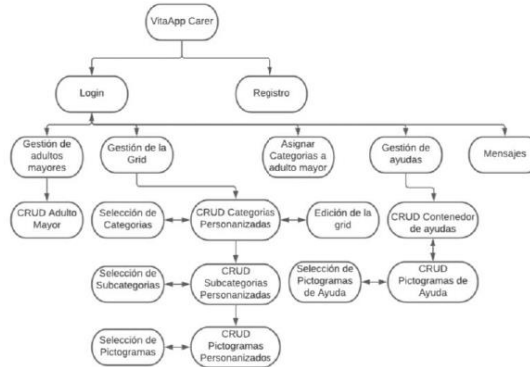 VitaApp Carer
Login
Registro
Gestión de
adultos
mayores
Gestión de la
Grid
Asignar
Categorias a
adulto mayor
Gestión de
ayudas
Mensajes
CRUD Adulto
Mayor
Selección de
Categorias
CRUD Categorias
Personanizadas
Edición de la
grid
CRUD Contenedor
de ayudas
Selección de
Subcategorias
CRUD
Subcategorias
Personanizadas
Selección de
Pictogramas
de Ayuda
CRUD
Pictogramas de
Ayuda
Selección de
Pictogramas
CRUD
Pictogramas
Personanizados